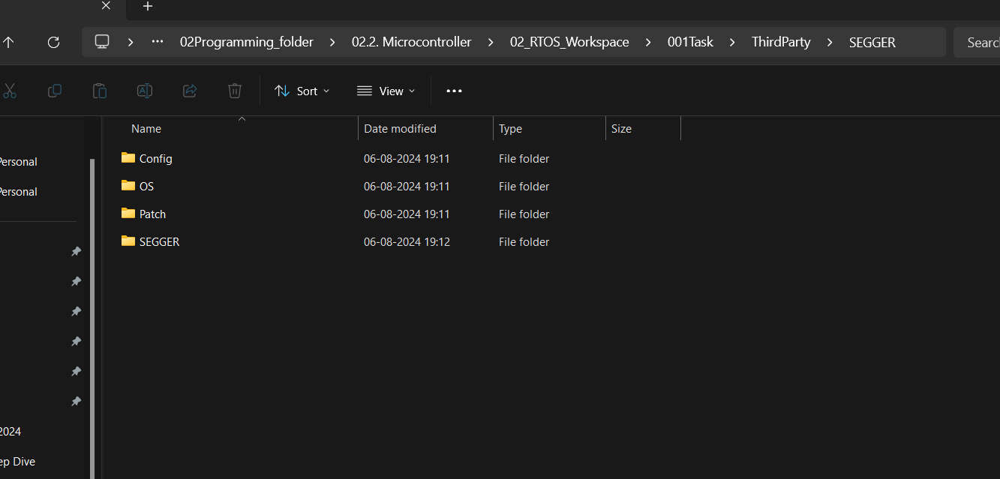 02Programming_folder > 02.2. Microcontroller > 02_RTOS_Workspace > 001Task > ThirdParty > SEGGER
Sort
View
Name Date modified Type Size
Personal
Personal
2024
Dive
Config 06-08-2024 19:11 File folder
OS 06-08-2024 19:11 File folder
Patch 06-08-2024 19:11 File folder
SEGGER 06-08-2024 19:12 File folder